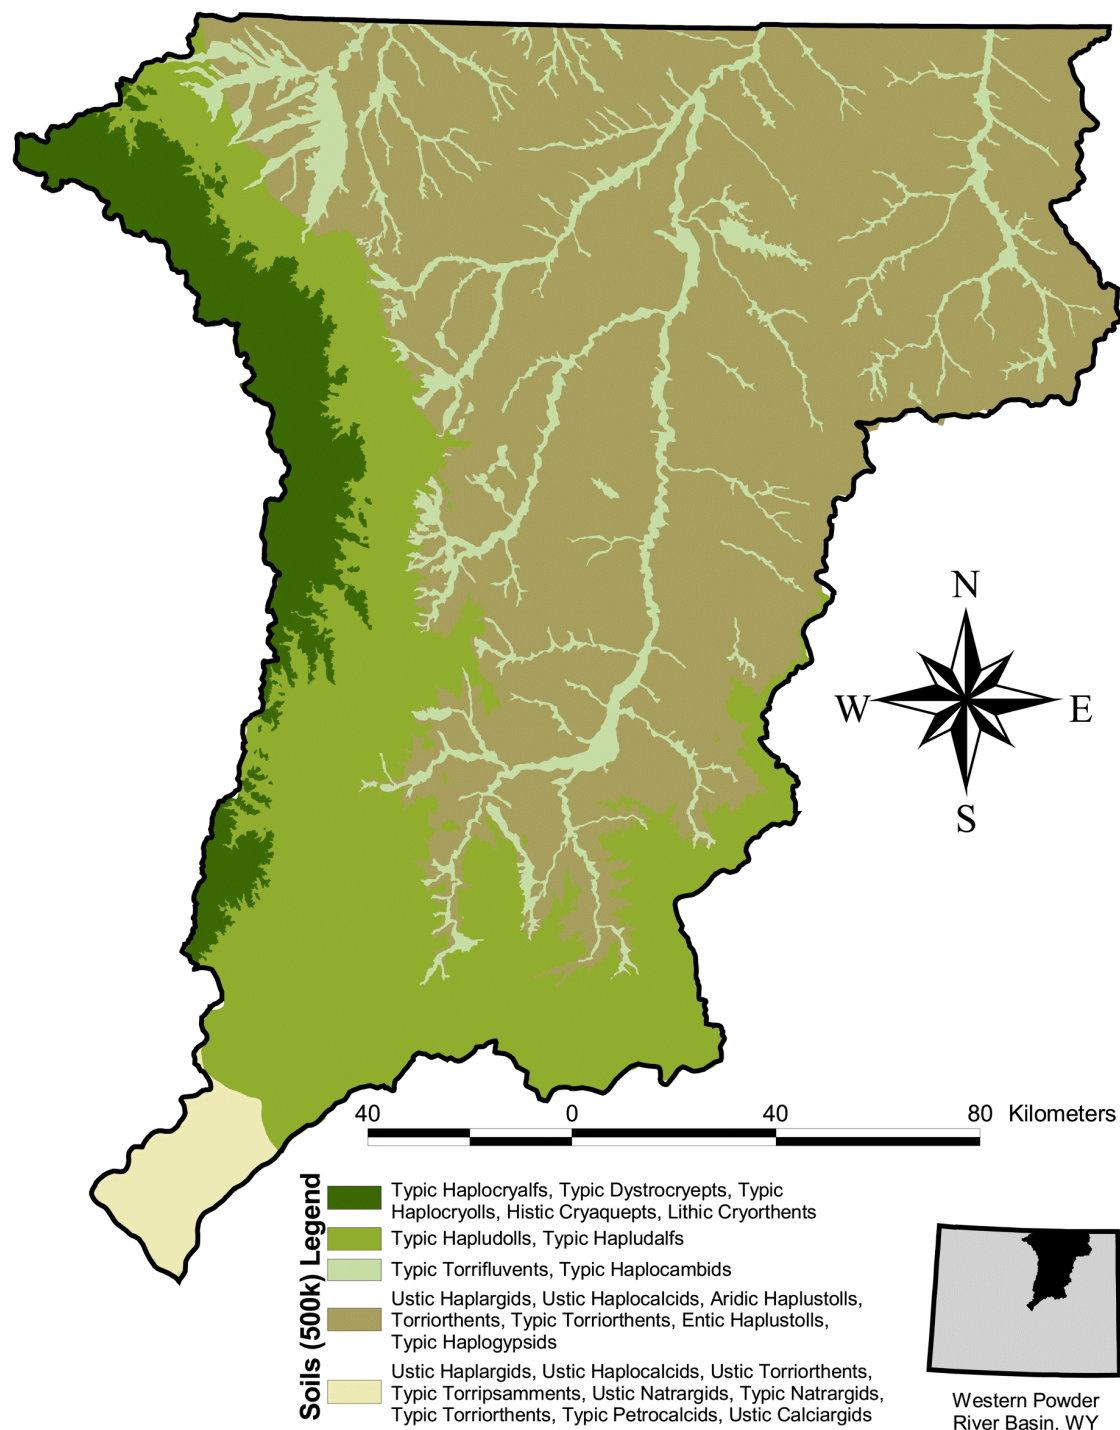 N
W
E
S
40 0 40 80 Kilometers
Soils (500k) Legend
Typic Haplocryalfs, Typic Dystrocryepts, Typic
Haplocryolls, Histic Cryaquepts, Lithic Cryorthents
Typic Hapludolls, Typic Hapludalfs
Typic Torrifluvents, Typic Haplocambids
Ustic Haplargids, Ustic Haplocalcids, Aridic Haplustolls,
Torriorthents, Typic Torriorthents, Entic Haplustolls,
Typic Haplogypsids
Ustic Haplargids, Ustic Haplocalcids, Ustic Torriorthents,
Typic Torripsamments, Ustic Natrargids, Typic Natrargids,
Typic Torriorthents, Typic Petrocalcids, Ustic Calciargids
Western Powder
River Basin, WY